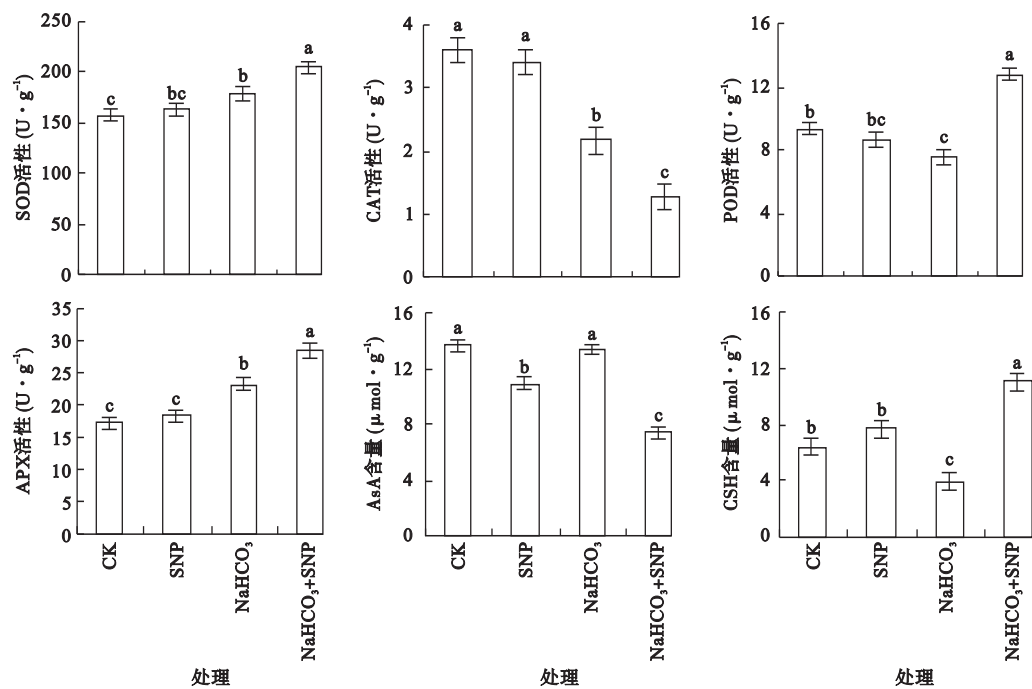 SOD活性 (U·g⁻¹)
250
200
150
100
50
0
c
bc
b
a
CAT活性 (U·g⁻¹)
4
3
2
1
0
a
a
b
c
POD活性 (U·g⁻¹)
16
12
8
4
0
b
bc
c
a
APX活性 (U·g⁻¹)
35
30
25
20
15
10
5
0
c
c
b
a
CK
SNP
NaHCO₃
NaHCO₃+SNP
处理
AsA含量 (μmol·g⁻¹)
16
12
8
4
0
a
b
a
c
CK
SNP
NaHCO₃
NaHCO₃+SNP
CSH含量 (μmol·g⁻¹)
16
12
8
4
0
b
b
c
a
CK
SNP
NaHCO₃
NaHCO₃+SNP
处理